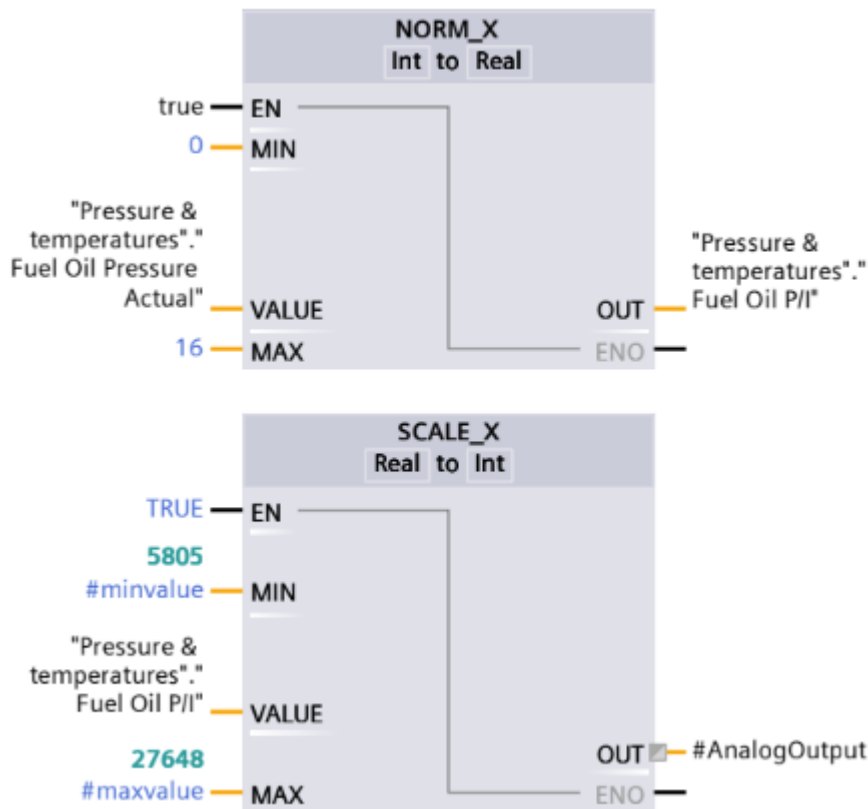 NORM_X
Int to Real
true EN
0 MIN
"Pressure &
temperatures"."
Fuel Oil Pressure
Actual" VALUE
16 MAX
OUT "Pressure &
temperatures"."
Fuel Oil P/I"
ENO
SCALE_X
Real to Int
TRUE EN
5805
#minvalue MIN
"Pressure &
temperatures"."
Fuel Oil P/I" VALUE
27648
#maxvalue MAX
OUT #AnalogOutput
ENO